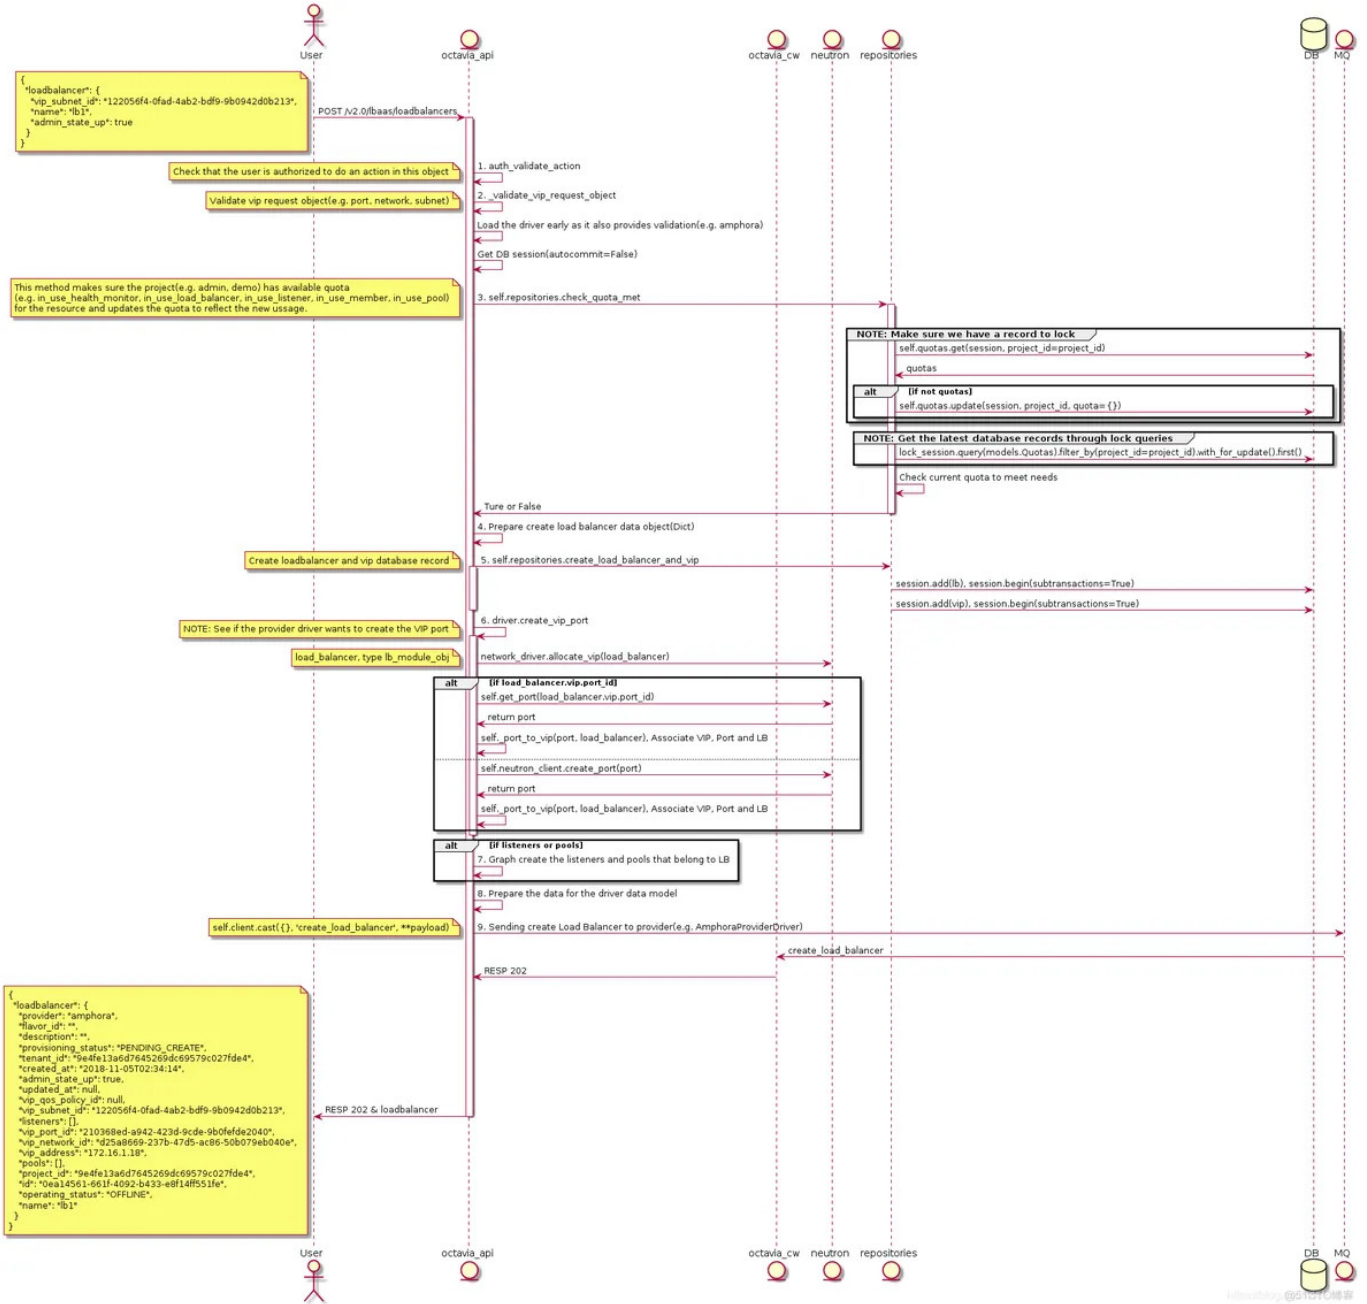 User
octavia_api
octavia_cw
neutron
repositories
DB
MQ
{
"loadbalancer": {
"vip_subnet_id": "122056f4-0fad-4ab2-bdf9-9b0942d0b213",
"name": "lb1",
"admin_state_up": true
}
}
POST /v2.0/lbaas/loadbalancers
Check that the user is authorized to do an action in this object
1. auth_validate_action
Validate vip request object(e.g. port, network, subnet)
2. _validate_vip_request_object
Load the driver early as it also provides validation(e.g. amphora)
Get DB session(autocommit=False)
This method makes sure the project(e.g. admin, demo) has available quota
(e.g. in_use_health_monitor, in_use_load_balancer, in_use_listener, in_use_member, in_use_pool)
for the resource and updates the quota to reflect the new ussage.
3. self.repositories.check_quota_met
NOTE: Make sure we have a record to lock
self.quotas.get(session, project_id=project_id)
quotas
alt [if not quotas]
self.quotas.update(session, project_id, quota= {})
NOTE: Get the latest database records through lock queries
lock_session.query(models.Quotas).filter_by(project_id=project_id).with_for_update().first()
Check current quota to meet needs
Ture or False
4. Prepare create load balancer data object(Dict)
Create loadbalancer and vip database record
5. self.repositories.create_load_balancer_and_vip
session.add(lb), session.begin(subtransactions=True)
session.add(vip), session.begin(subtransactions=True)
6. driver.create_vip_port
NOTE: See if the provider driver wants to create the VIP port
load_balancer, type lb_module_obj
network_driver.allocate_vip(load_balancer)
alt [if load_balancer.vip.port_id]
self.get_port(load_balancer.vip.port_id)
return port
self._port_to_vip(port, load_balancer), Associate VIP, Port and LB
self.neutron_client.create_port(port)
return port
self._port_to_vip(port, load_balancer), Associate VIP, Port and LB
alt [if listeners or pools]
7. Graph create the listeners and pools that belong to LB
8. Prepare the data for the driver data model
self.client.cast({}, 'create_load_balancer', **payload)
9. Sending create Load Balancer to provider(e.g. AmphoraProviderDriver)
create_load_balancer
RESP 202
{
"loadbalancer": {
"provider": "amphora",
"flavor_id": "",
"description": "",
"provisioning_status": "PENDING_CREATE",
"tenant_id": "9e4fe13a6d7645269dc69579c027fde4",
"created_at": "2018-11-05T02:34:14",
"admin_state_up": true,
"updated_at": null,
"vip_qos_policy_id": null,
"vip_subnet_id": "122056f4-0fad-4ab2-bdf9-9b0942d0b213",
"listeners": [],
"vip_port_id": "210368ed-a942-423d-9cde-9b0fefde2040",
"vip_network_id": "d25a8669-237b-47d5-ac86-50b079eb040e",
"vip_address": "172.16.1.18",
"pools": [],
"project_id": "9e4fe13a6d7645269dc69579c027fde4",
"id": "0ea14561-661f-4092-b433-e8f14ff551fe",
"operating_status": "OFFLINE",
"name": "lb1"
}
}
RESP 202 & loadbalancer
User
octavia_api
octavia_cw
neutron
repositories
DB
MQ
@51CTO博客